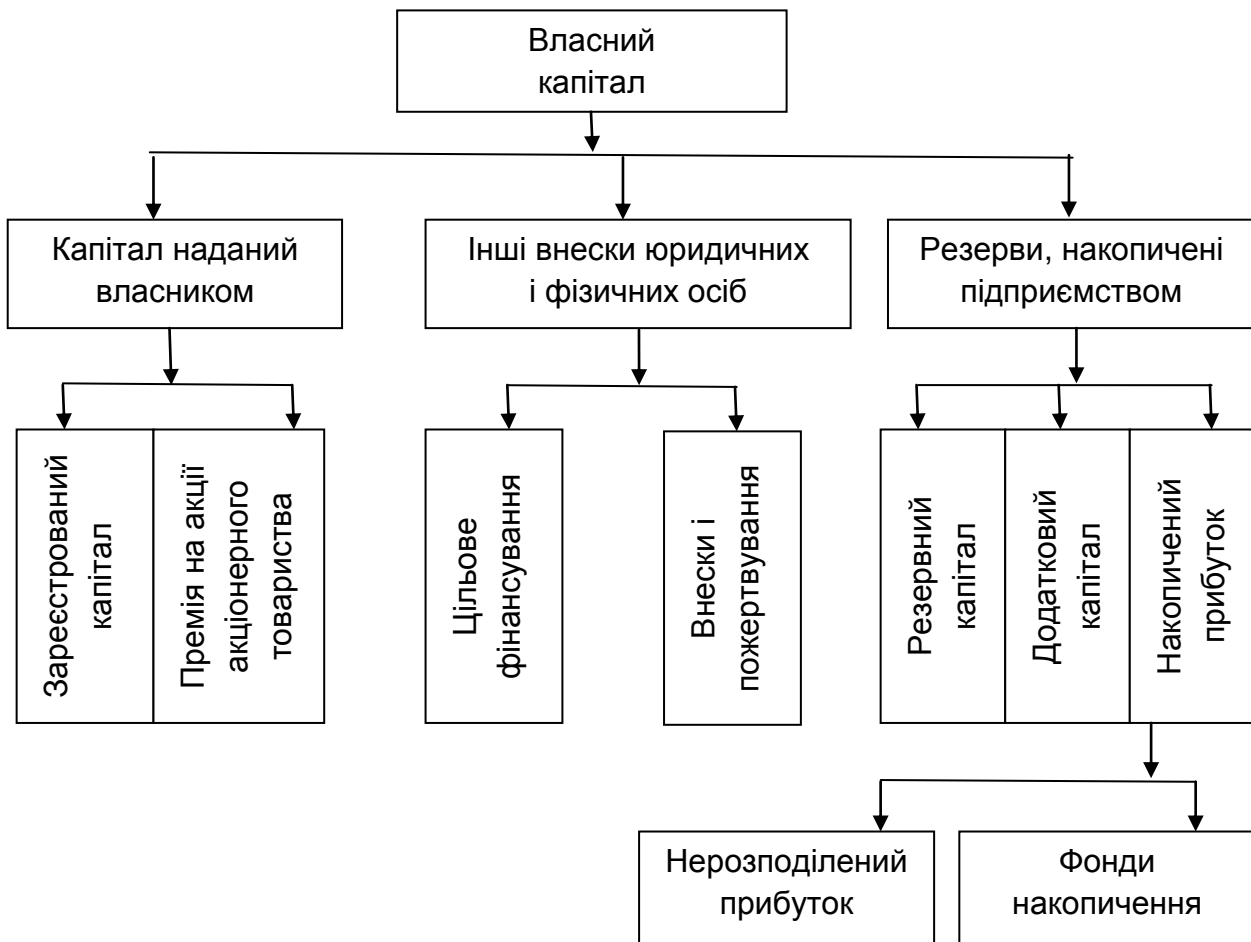 Власний
капітал
Капітал наданий
власником
Інші внески юридичних
і фізичних осіб
Резерви, накопичені
підприємством
Зареєстрований
капітал
Премія на акції
акціонерного
товариства
Цільове
фінансування
Внески і
пожертвування
Резервний
капітал
Додатковий
капітал
Накопичений
прибуток
Нерозподілений
прибуток
Фонди
накопичення